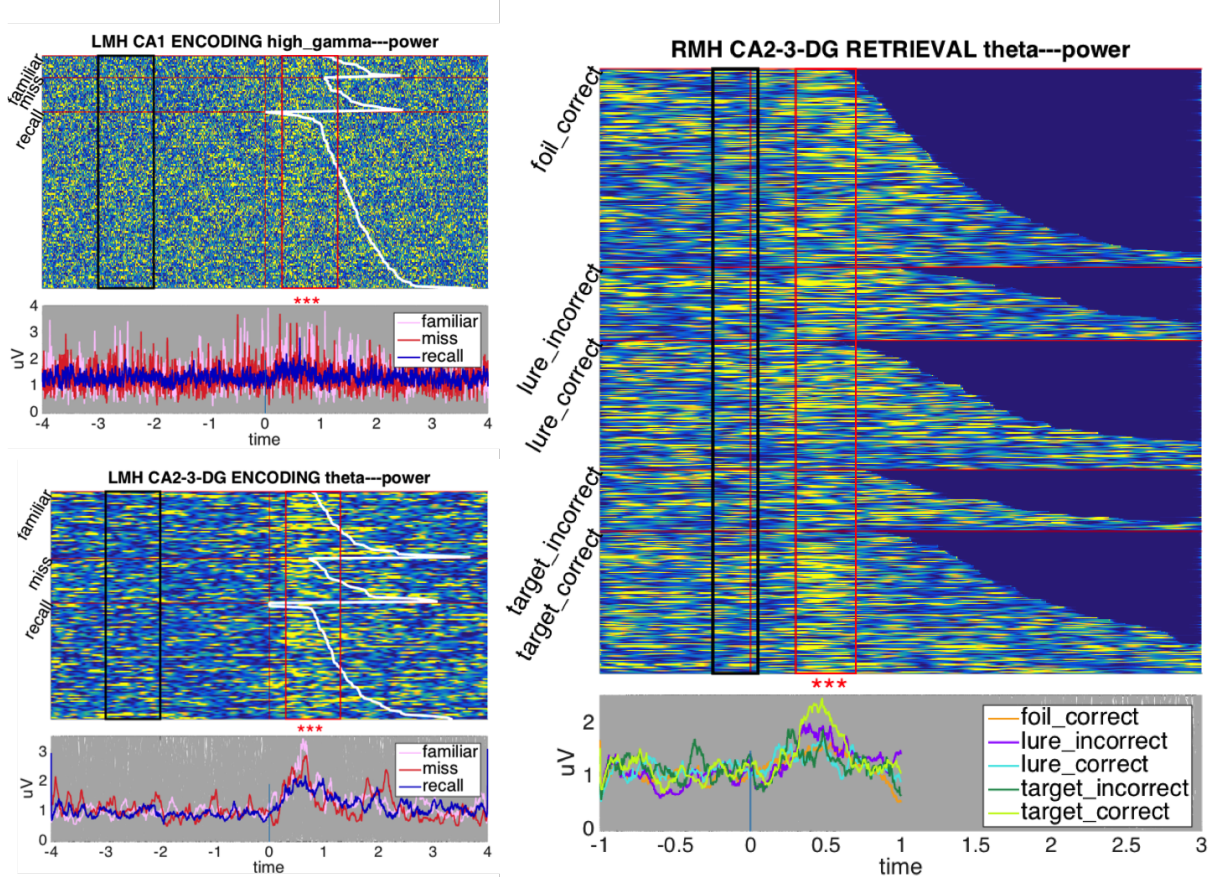 LMH CA1 ENCODING high_gamma---power
familiar
miss
recall
***
4
3
2
1
0
uV
familiar
miss
recall
-4 -3 -2 -1 0 1 2 3 4
time
LMH CA2-3-DG ENCODING theta---power
familiar
miss
recall
***
3
2
1
0
uV
familiar
miss
recall
-4 -3 -2 -1 0 1 2 3 4
time
RMH CA2-3-DG RETRIEVAL theta---power
foil_correct
lure_incorrect
lure_correct
target_incorrect
target_correct
***
2
1
0
uV
foil_correct
lure_incorrect
lure_correct
target_incorrect
target_correct
-1 -0.5 0 0.5 1 1.5 2 2.5 3
time